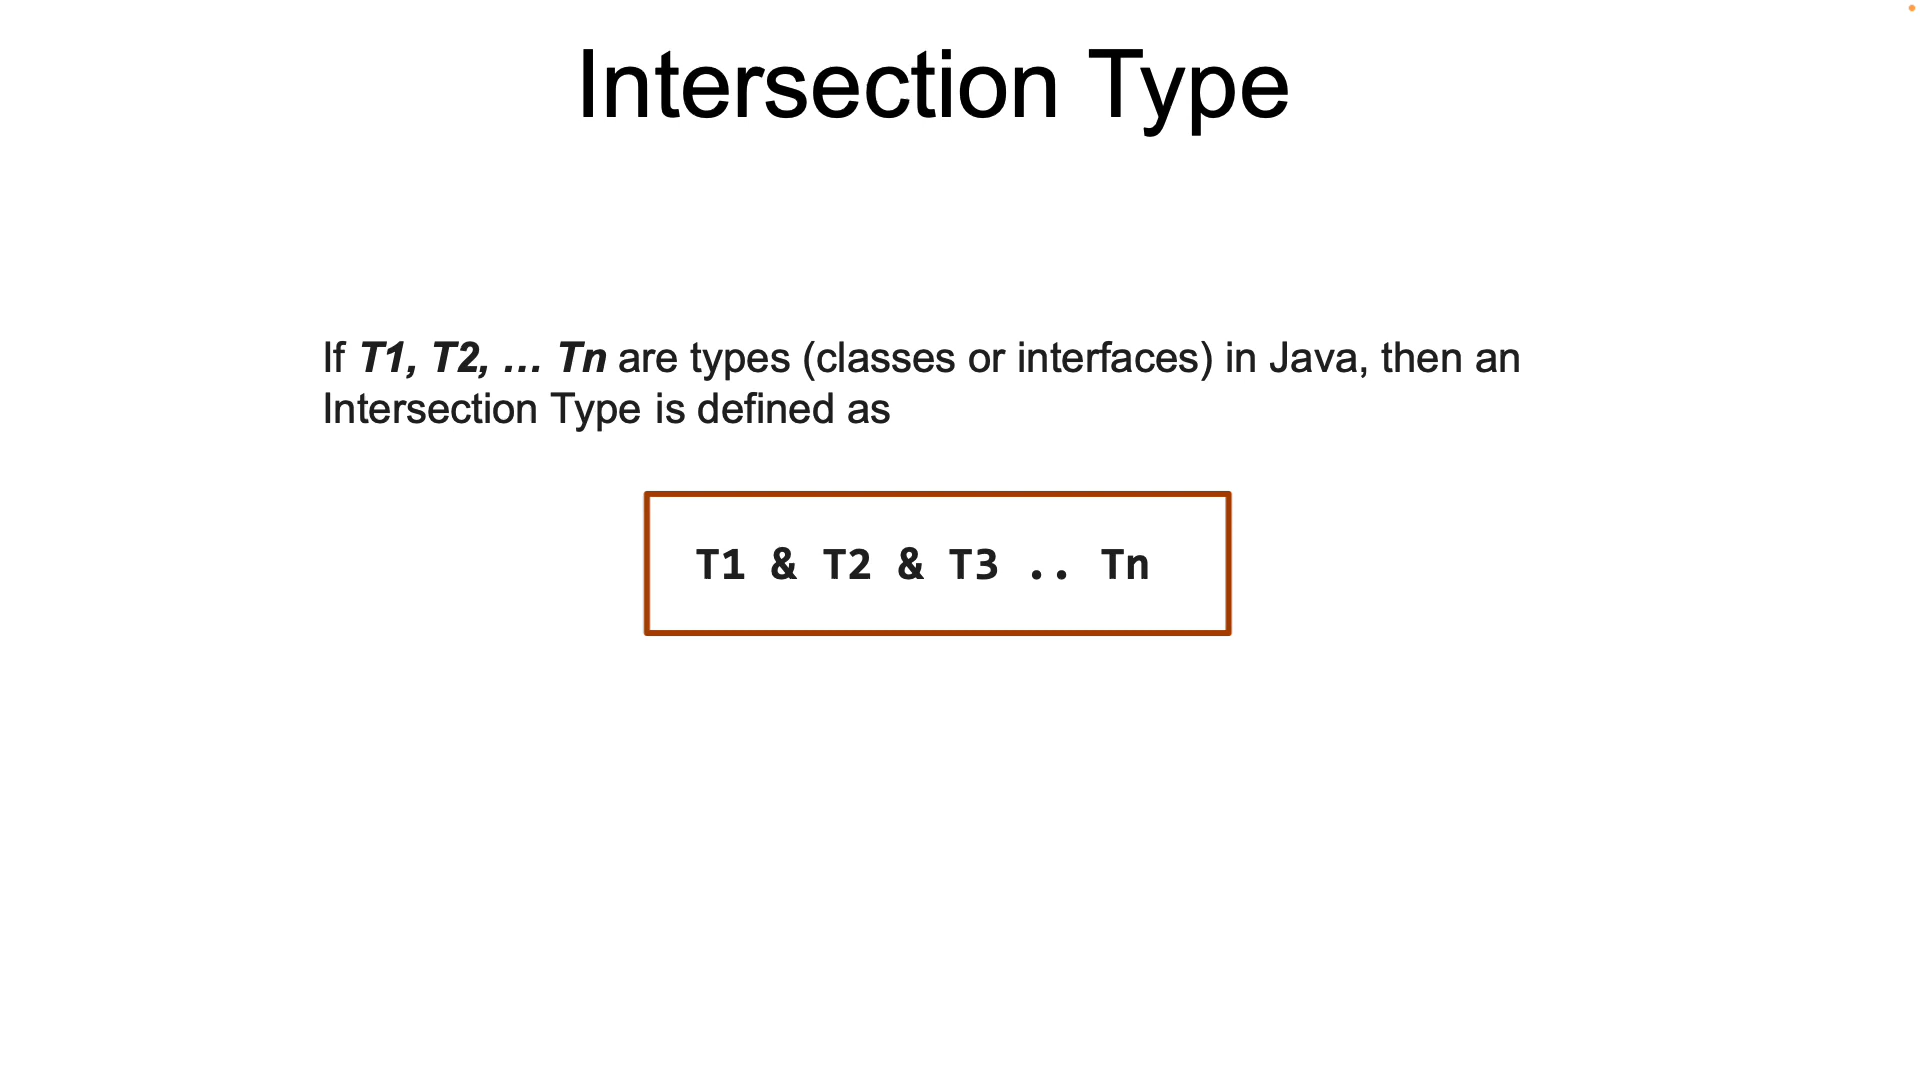 Intersection Type
If T1, T2, ... Tn are types (classes or interfaces) in Java, then an
Intersection Type is defined as
T1 & T2 & T3 .. Tn